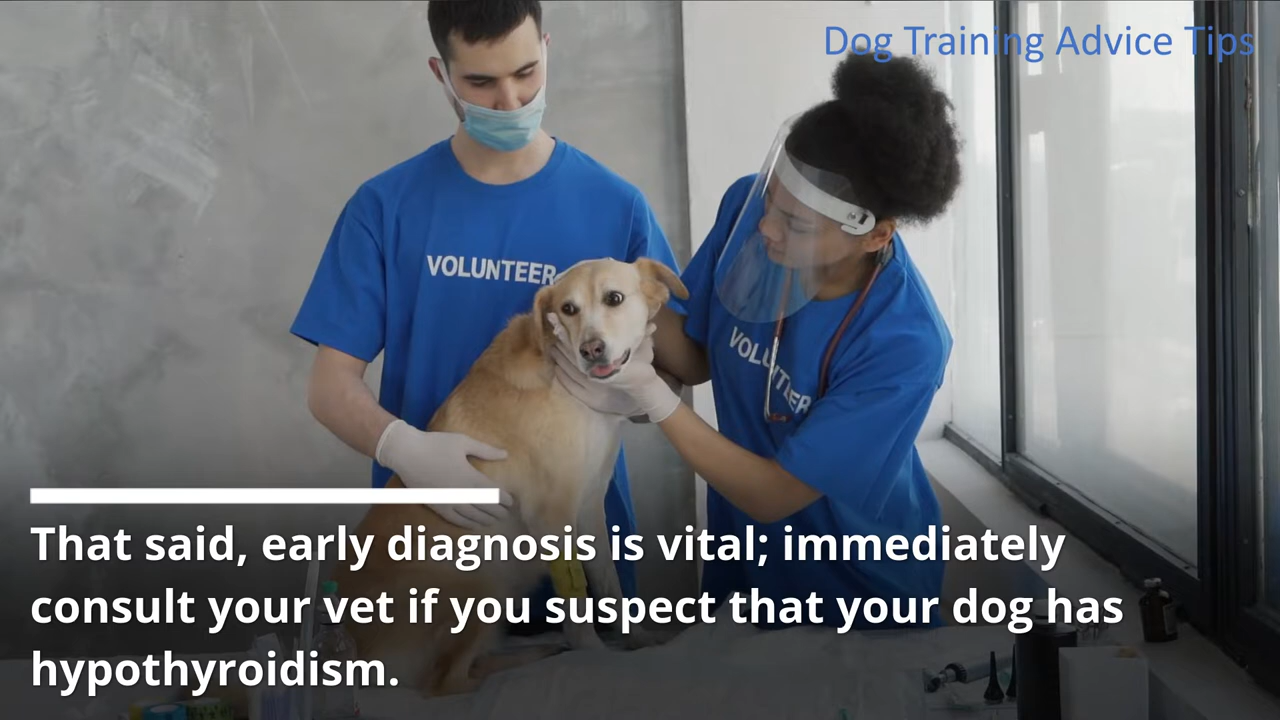 Dog Training Advice Tips
VOLUNTEER
VOLUNTEER
That said, early diagnosis is vital; immediately
consult your vet if you suspect that your dog has
hypothyroidism.